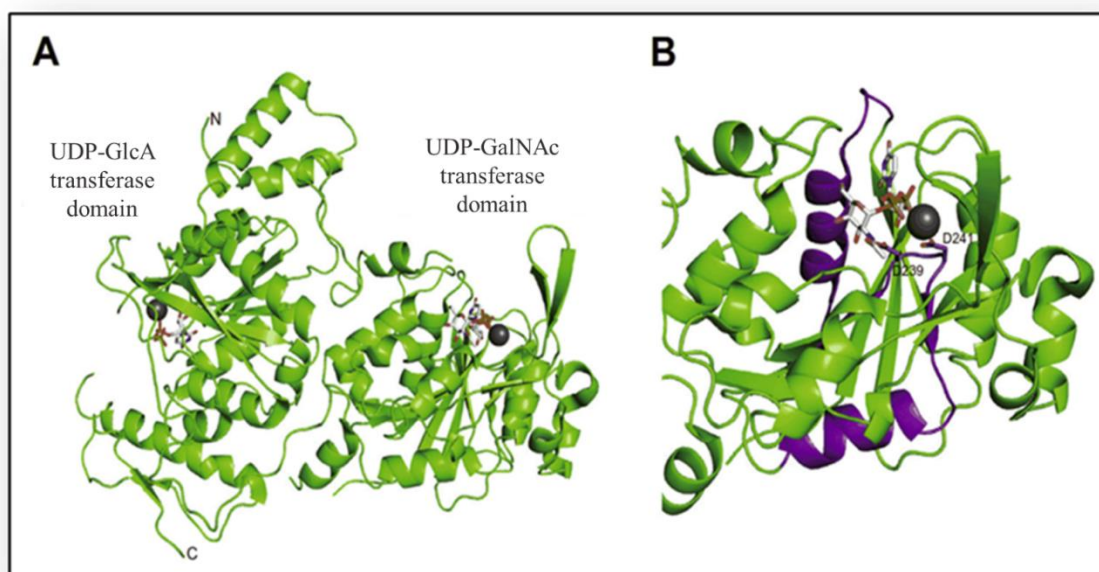 A
B
N
UDP-GlcA
transferase
domain
UDP-GalNAc
transferase
domain
D241
D239
C